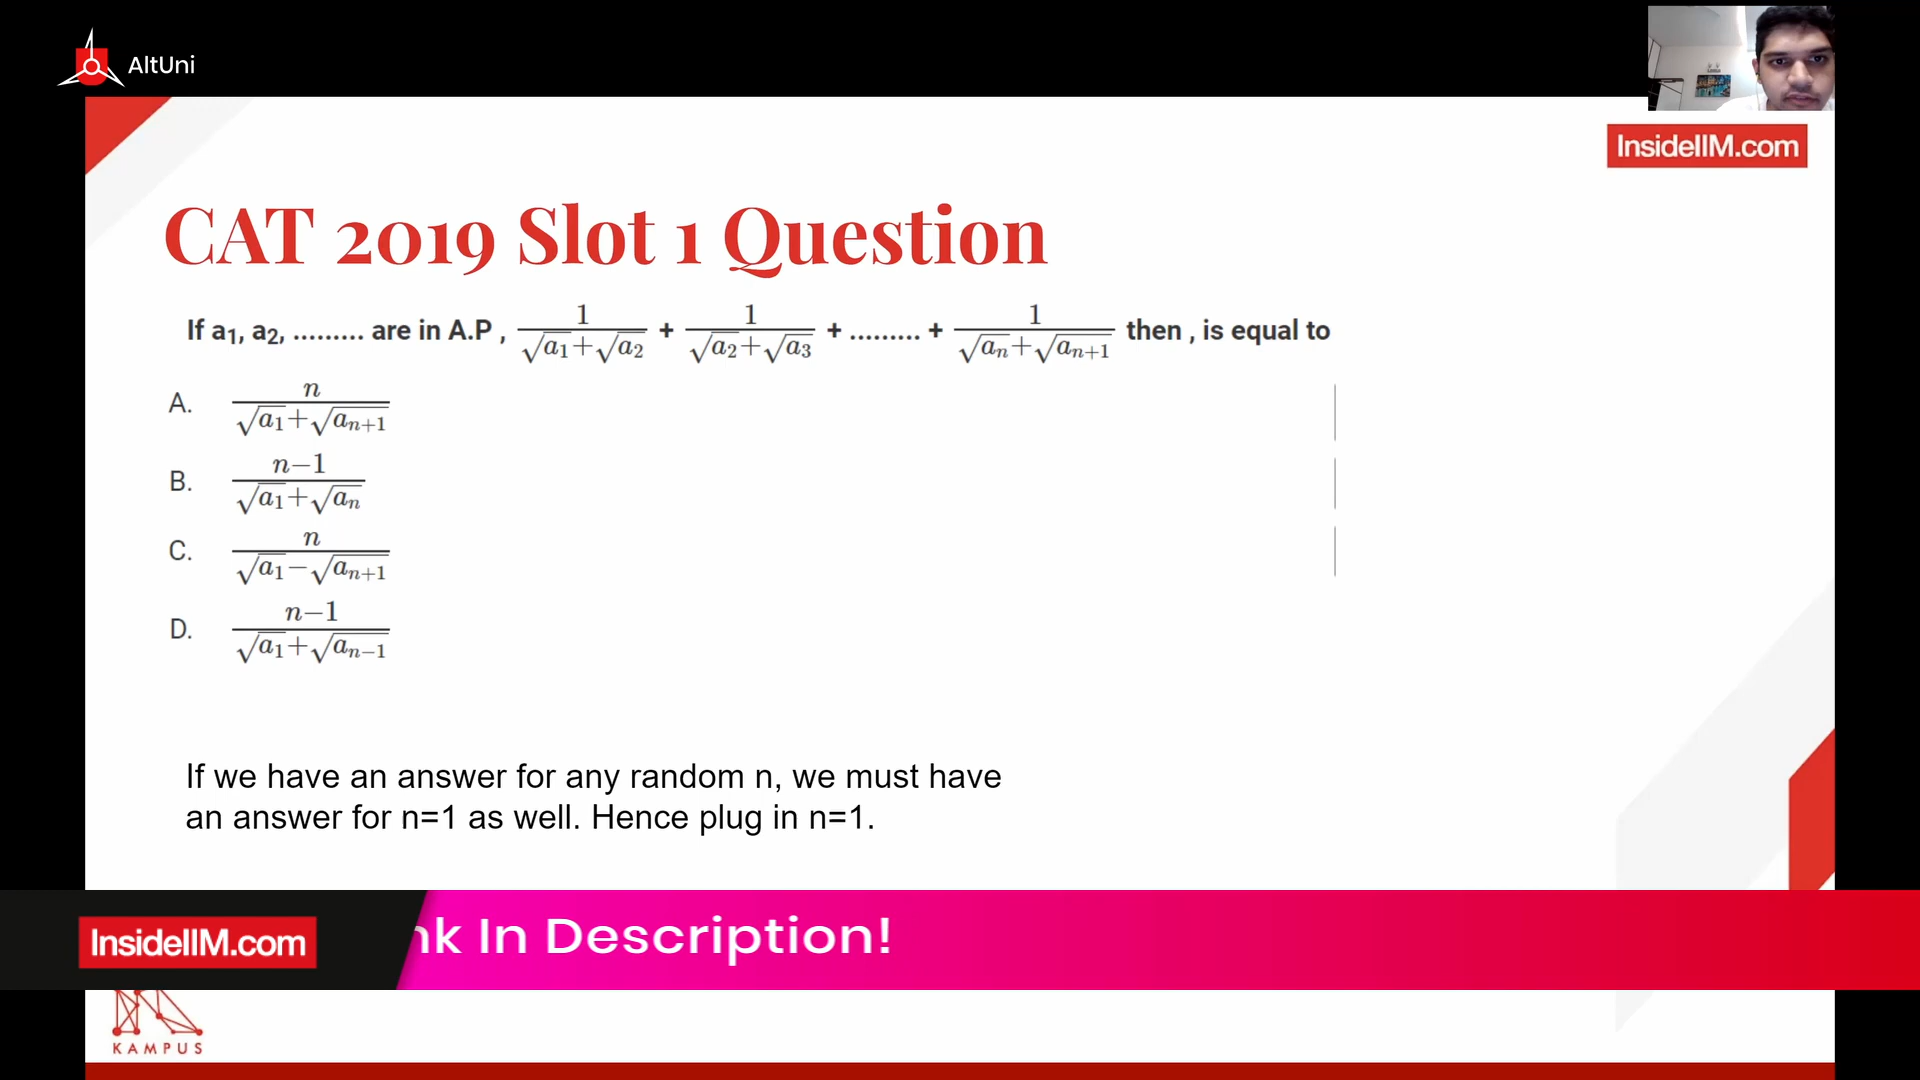 AltUni
InsideIIM.com
CAT 2019 Slot 1 Question
If a₁, a₂, ......... are in A.P , 1/(√a₁+√a₂) + 1/(√a₂+√a₃) + ......... + 1/(√aₙ+√aₙ₊₁) then , is equal to
A. n/(√a₁+√aₙ₊₁)
B. n−1/(√a₁+√aₙ)
C. n/(√a₁−√aₙ₊₁)
D. n−1/(√a₁+√aₙ₋₁)
If we have an answer for any random n, we must have
an answer for n=1 as well. Hence plug in n=1.
InsideIIM.com
nk In Description!
KAMPUS